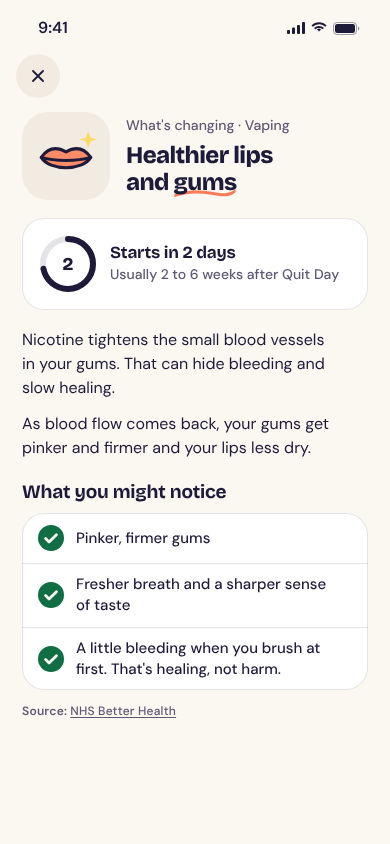 9:41
What's changing · Vaping
Healthier lips
and gums
2
Starts in 2 days
Usually 2 to 6 weeks after Quit Day
Nicotine tightens the small blood vessels
in your gums. That can hide bleeding and
slow healing.
As blood flow comes back, your gums get
pinker and firmer and your lips less dry.
What you might notice
Pinker, firmer gums
Fresher breath and a sharper sense
of taste
A little bleeding when you brush at
first. That's healing, not harm.
Source: NHS Better Health